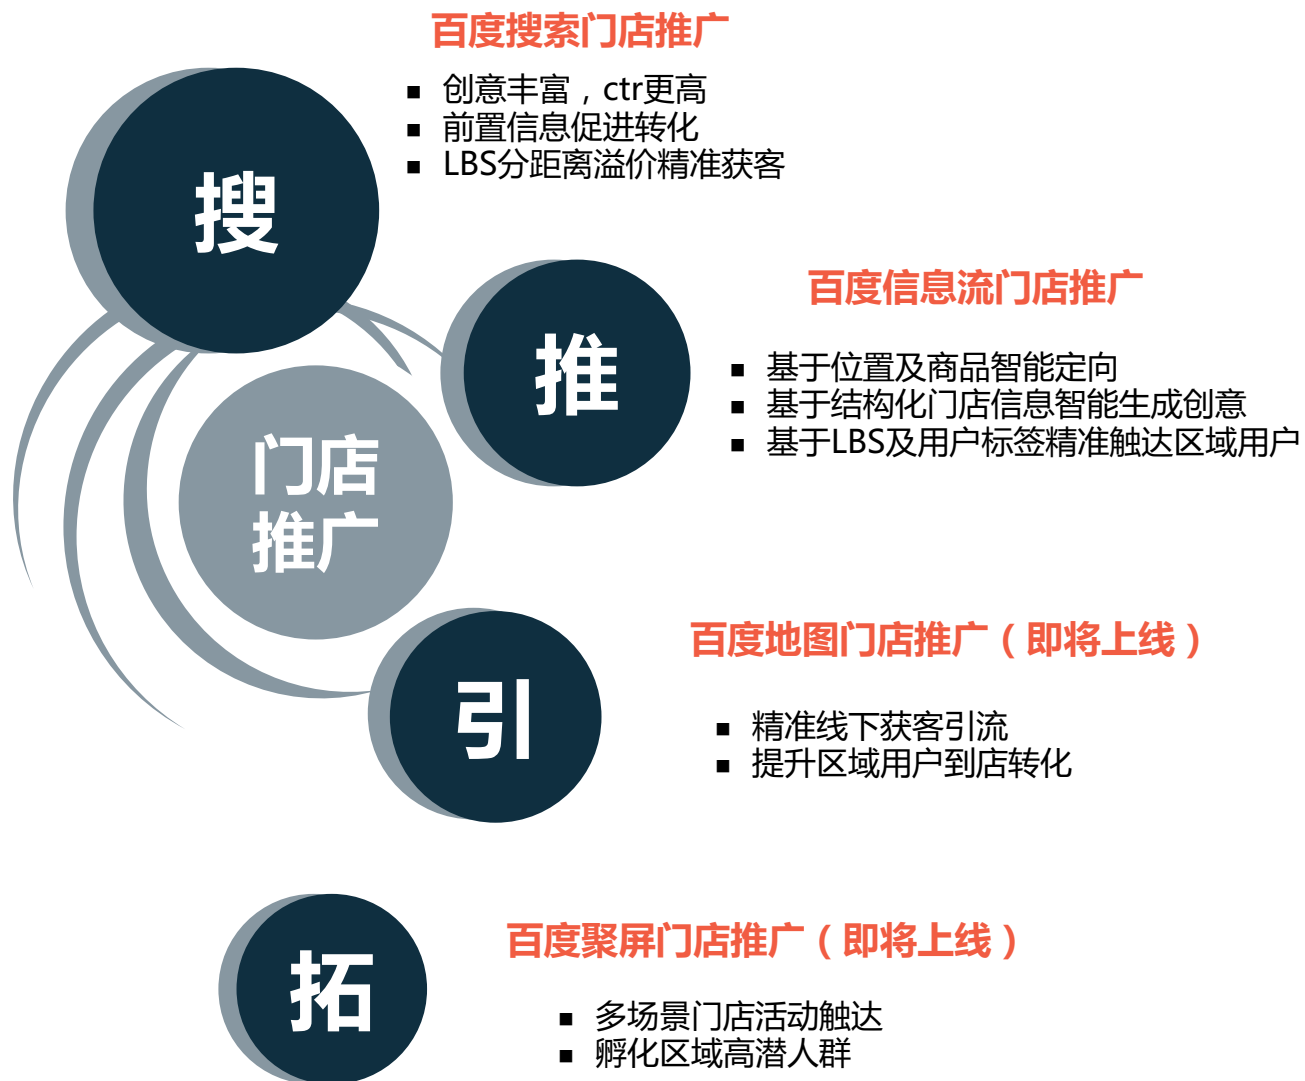 百度搜索门店推广
■ 创意丰富，ctr更高
■ 前置信息促进转化
■ LBS分距离溢价精准获客
搜
百度信息流门店推广
推
■ 基于位置及商品智能定向
■ 基于结构化门店信息智能生成创意
■ 基于LBS及用户标签精准触达区域用户
门店
推广
百度地图门店推广（即将上线）
引
■ 精准线下获客引流
■ 提升区域用户到店转化
百度聚屏门店推广（即将上线）
拓
■ 多场景门店活动触达
■ 孵化区域高潜人群